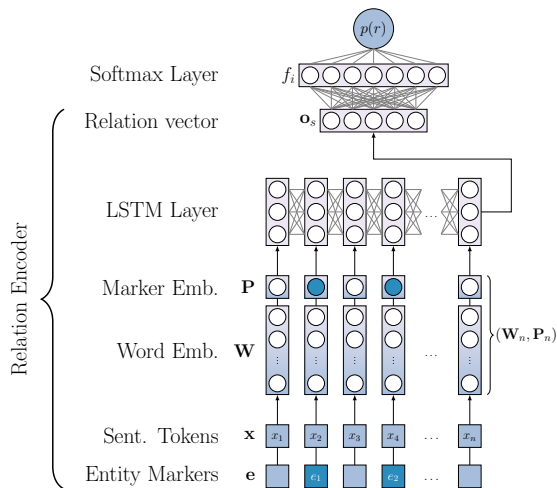 p(r)
Softmax Layer f_i
Relation vector o_s
LSTM Layer ...
Marker Emb. P
Word Emb. W ... (W_n, P_n)
Sent. Tokens x x_1 x_2 x_3 x_4 ... x_n
Entity Markers e e_1 e_2 ...
Relation Encoder